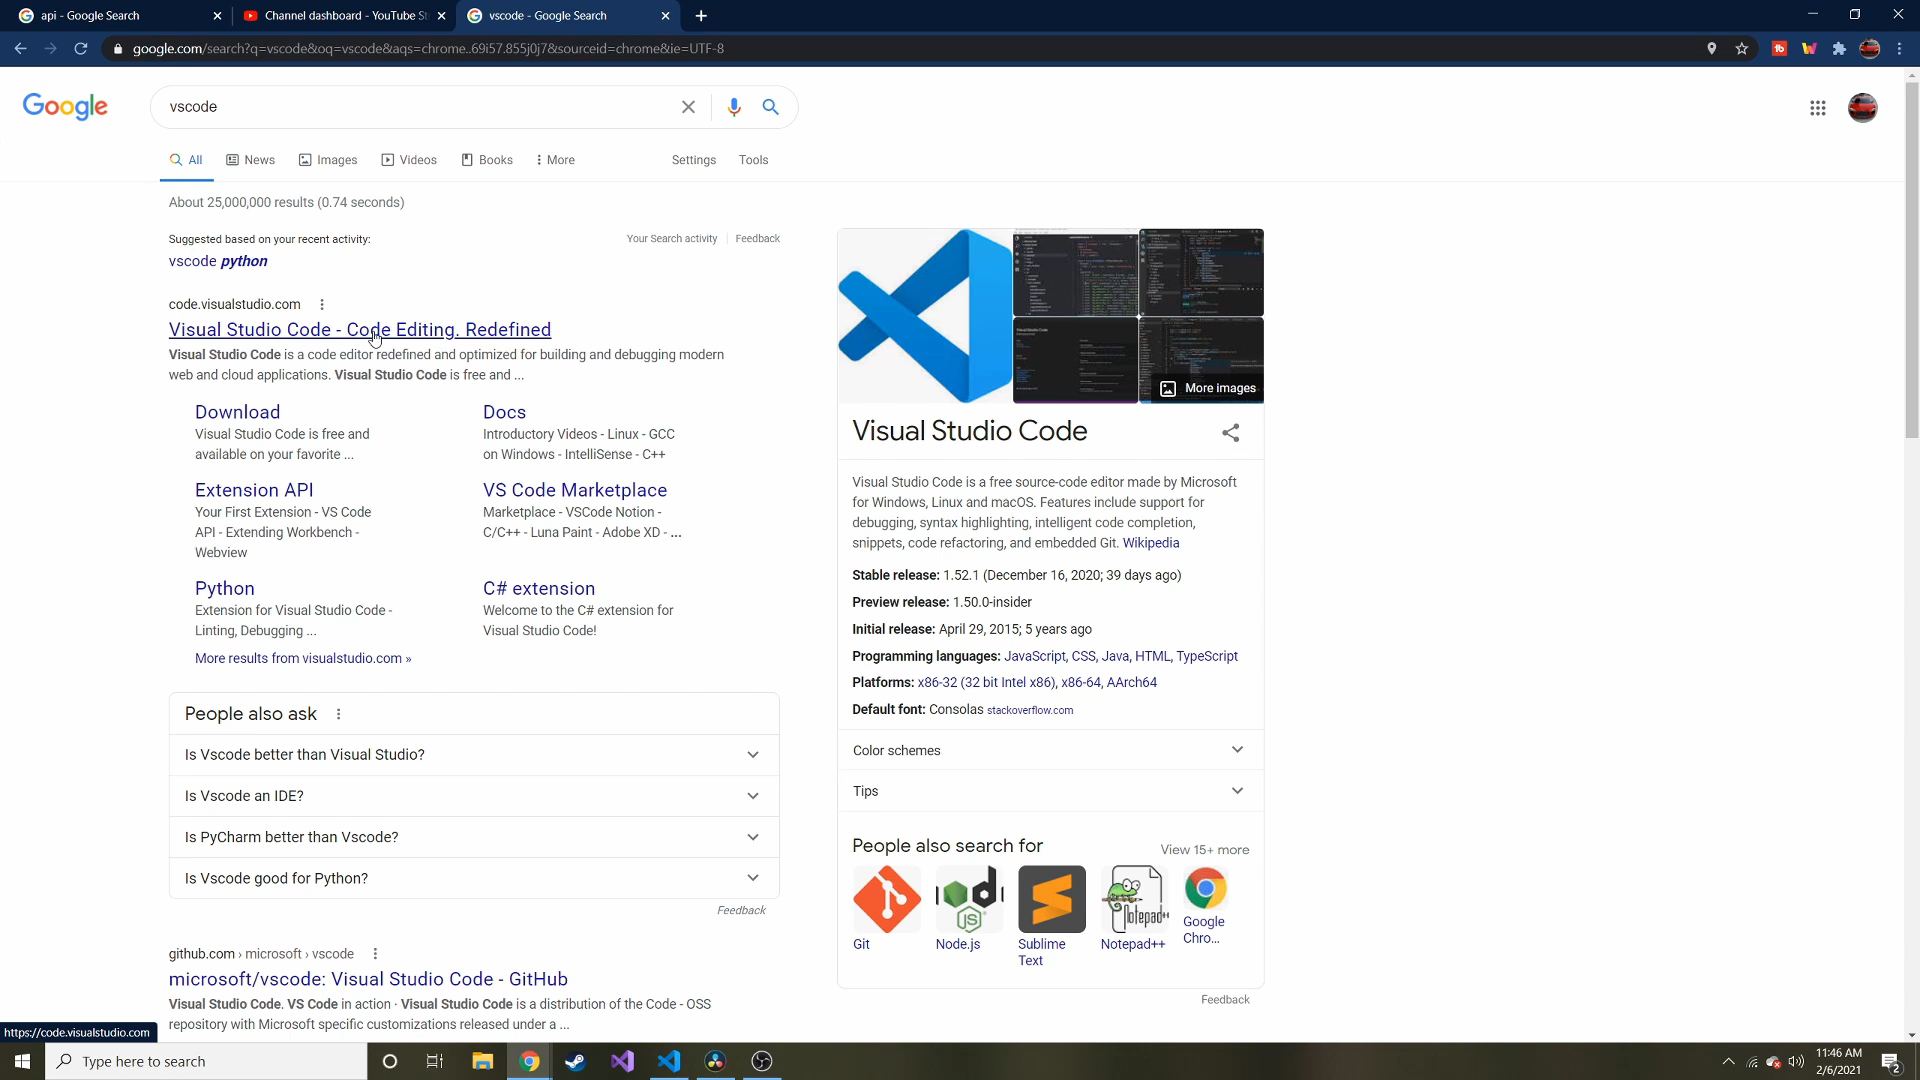 api - Google Search
Channel dashboard - YouTube St
vscode - Google Search
google.com/search?q=vscode&oq=vscode&aqs=chrome..69i57.855j0j7&sourceid=chrome&ie=UTF-8
Google
vscode
All
News
Images
Videos
Books
More
Settings
Tools
About 25,000,000 results (0.74 seconds)
Suggested based on your recent activity:
Your Search activity
Feedback
vscode python
code.visualstudio.com
Visual Studio Code - Code Editing. Redefined
Visual Studio Code is a code editor redefined and optimized for building and debugging modern
web and cloud applications. Visual Studio Code is free and ...
Download
Visual Studio Code is free and
available on your favorite ...
Docs
Introductory Videos - Linux - GCC
on Windows - IntelliSense - C++
Extension API
Your First Extension - VS Code
API - Extending Workbench -
Webview
VS Code Marketplace
Marketplace - VSCode Notion -
C/C++ - Luna Paint - Adobe XD - ...
Python
Extension for Visual Studio Code -
Linting, Debugging ...
C# extension
Welcome to the C# extension for
Visual Studio Code!
More results from visualstudio.com »
People also ask
Is Vscode better than Visual Studio?
Is Vscode an IDE?
Is PyCharm better than Vscode?
Is Vscode good for Python?
Feedback
github.com › microsoft › vscode
microsoft/vscode: Visual Studio Code - GitHub
Visual Studio Code. VS Code in action · Visual Studio Code is a distribution of the Code - OSS
repository with Microsoft specific customizations released under a ...
More images
Visual Studio Code
Visual Studio Code is a free source-code editor made by Microsoft
for Windows, Linux and macOS. Features include support for
debugging, syntax highlighting, intelligent code completion,
snippets, code refactoring, and embedded Git. Wikipedia
Stable release: 1.52.1 (December 16, 2020; 39 days ago)
Preview release: 1.50.0-insider
Initial release: April 29, 2015; 5 years ago
Programming languages: JavaScript, CSS, Java, HTML, TypeScript
Platforms: x86-32 (32 bit Intel x86), x86-64, AArch64
Default font: Consolas stackoverflow.com
Color schemes
Tips
People also search for
View 15+ more
Git
Node.js
Sublime
Text
Notepad++
Google
Chro...
Feedback
https://code.visualstudio.com
Type here to search
11:46 AM
2/6/2021
2